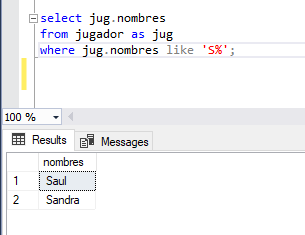 select jug.nombres
from jugador as jug
where jug.nombres like 'S%';
100 %
Results Messages
nombres
1 Saul
2 Sandra